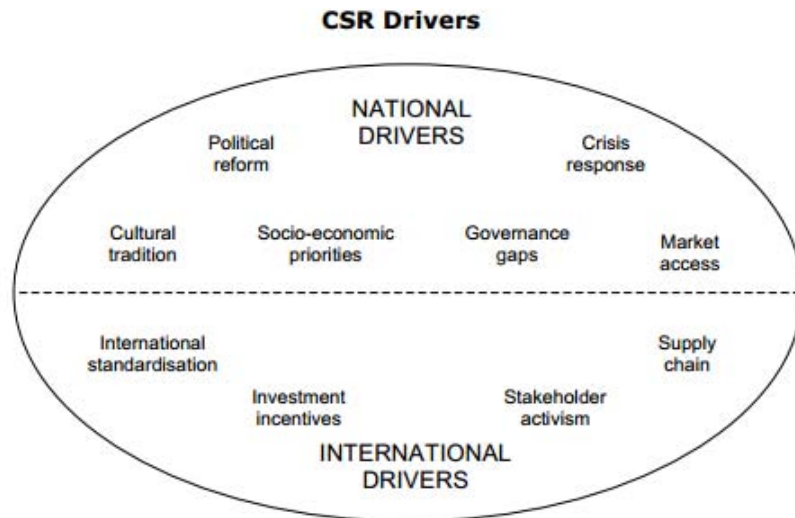 CSR Drivers
NATIONAL
DRIVERS
Political
reform
Crisis
response
Cultural
tradition
Socio-economic
priorities
Governance
gaps
Market
access
International
standardisation
Supply
chain
Investment
incentives
Stakeholder
activism
INTERNATIONAL
DRIVERS